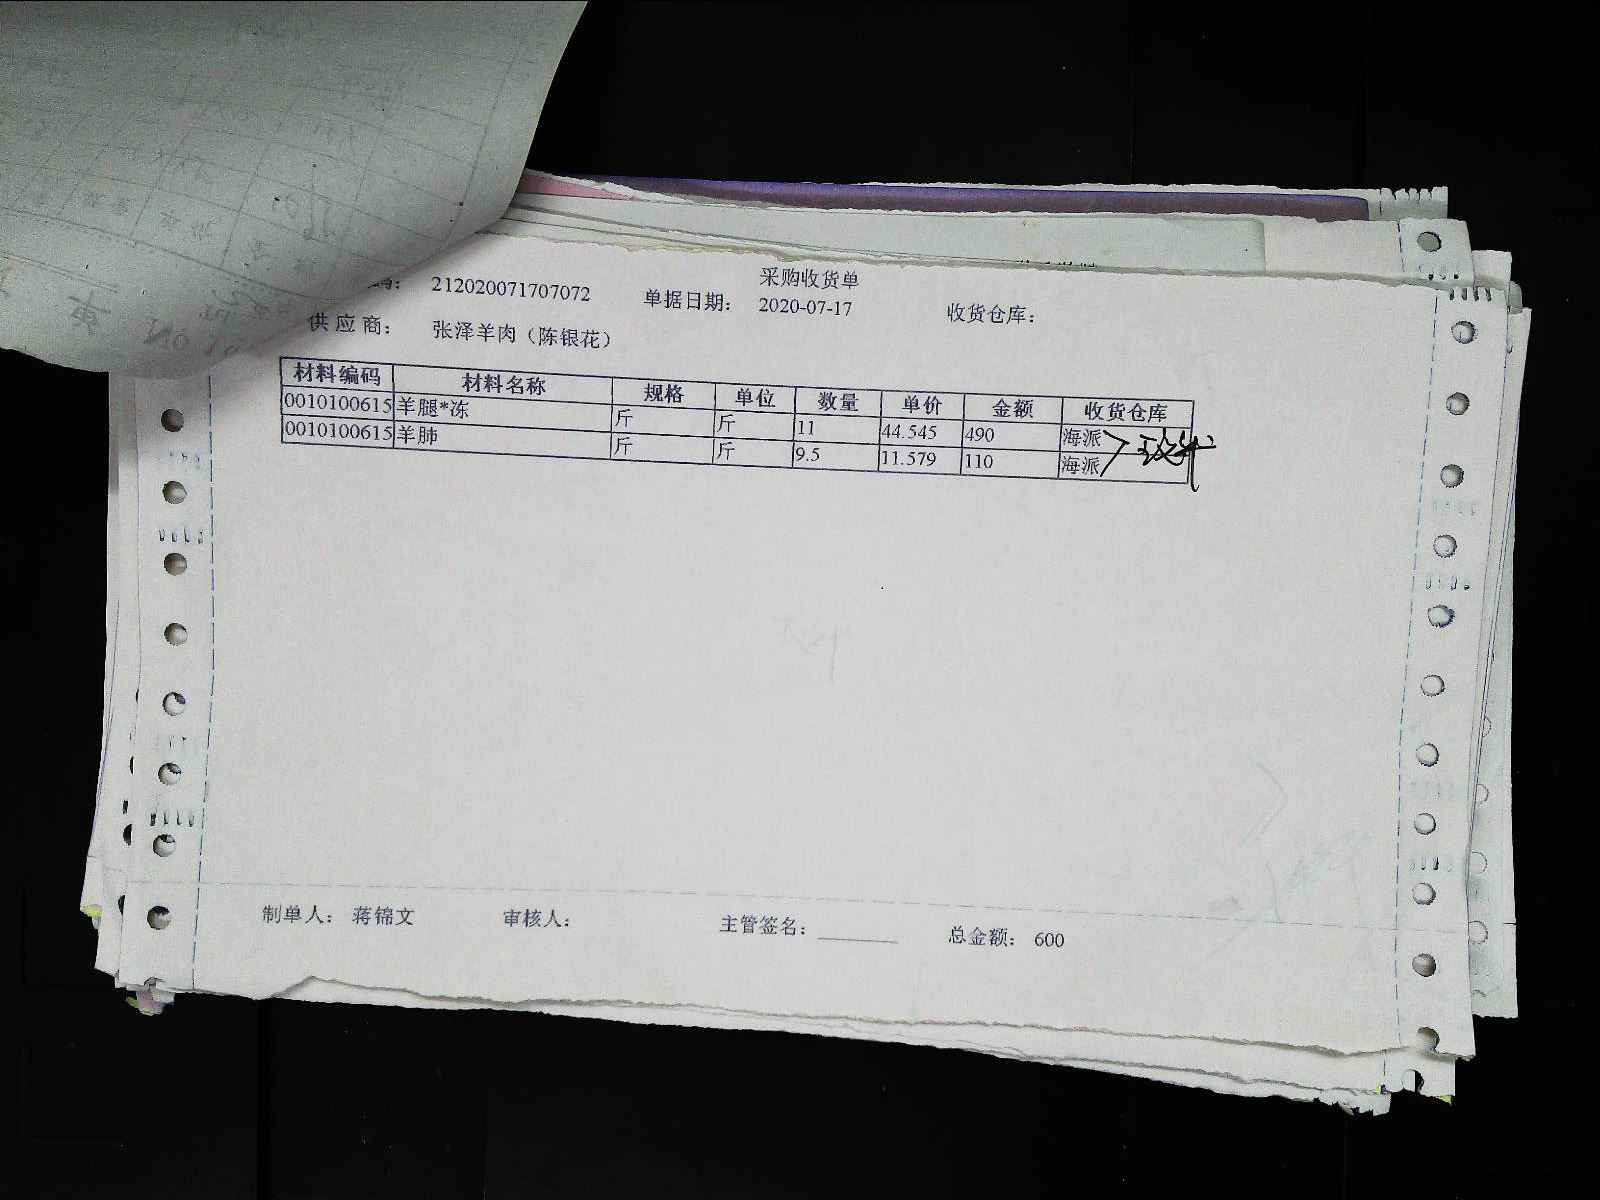 采购收货单
212020071707072 单据日期: 2020-07-17 收货仓库:
供应商: 张泽羊肉（陈银花）
材料编码 材料名称 规格 单位 数量 单价 金额 收货仓库
0010100615 羊腿*冻 斤 斤 11 44.545 490 海派
0010100615 羊肺 斤 斤 9.5 11.579 110 海派
制单人: 蒋锦文 审核人: 主管签名: 总金额: 600